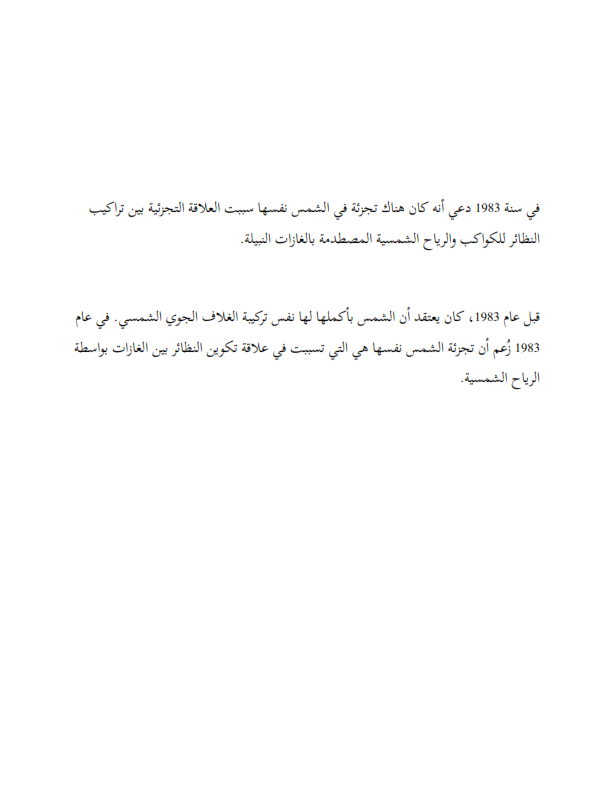 في سنة 1983 دعي أنه كان هناك تجزئة في الشمس نفسها سببت العلاقة التجزئية بين تراكيب
النظائر للكواكب والرياح الشمسية المصطدمة بالغازات النبيلة.
قبل عام 1983، كان يعتقد أن الشمس بأكملها لها نفس تركيبة الغلاف الجوي الشمسي. في عام
1983 زُعم أن تجزئة الشمس نفسها هي التي تسببت في علاقة تكوين النظائر بين الغازات بواسطة
الرياح الشمسية.